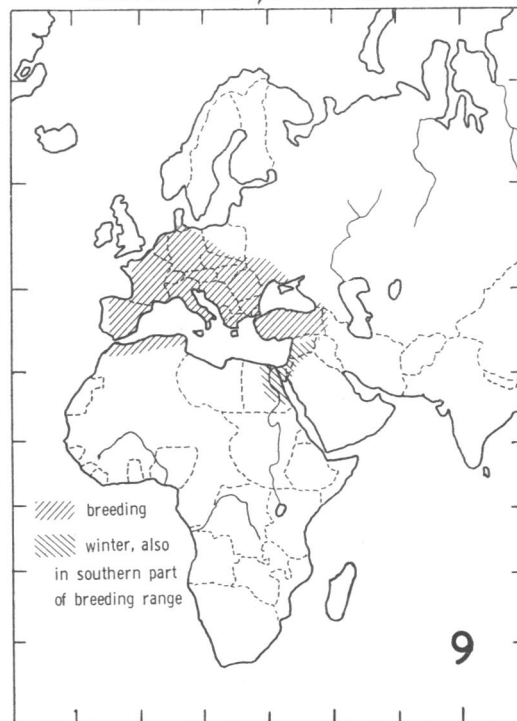 breeding
winter, also
in southern part
of breeding range
9